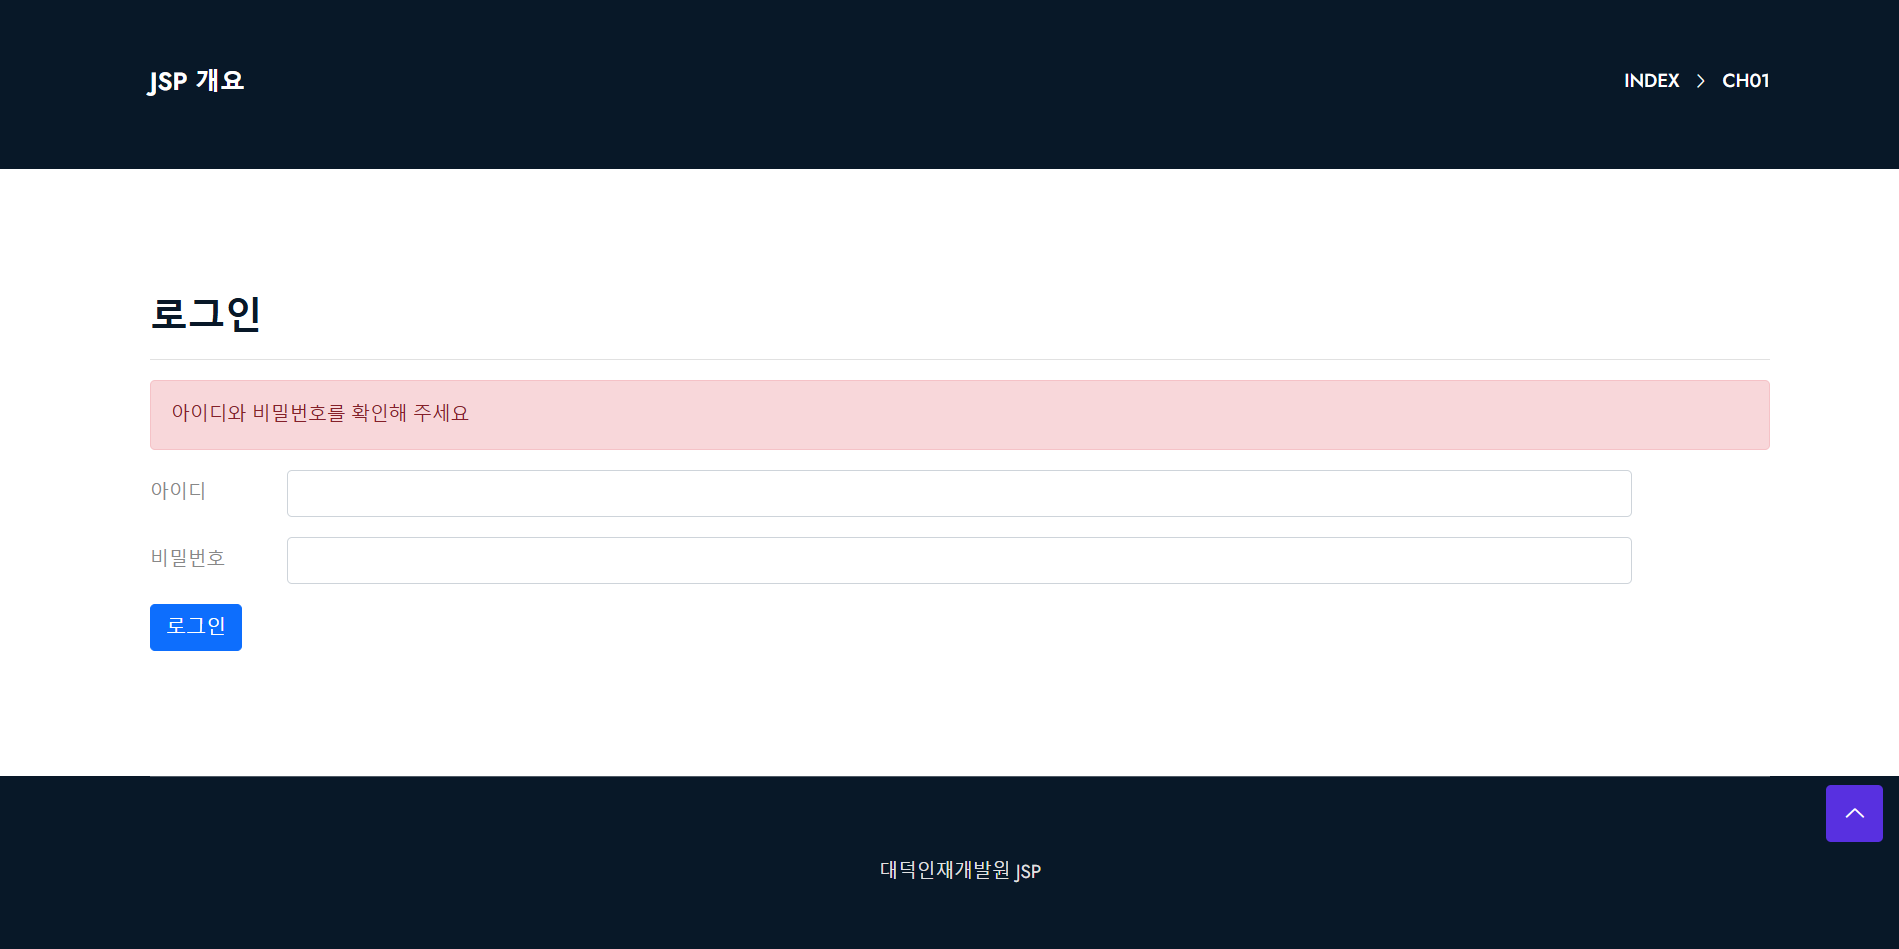 JSP 개요
INDEX > CH01
로그인
아이디와 비밀번호를 확인해 주세요
아이디
비밀번호
로그인
대덕인재개발원 JSP